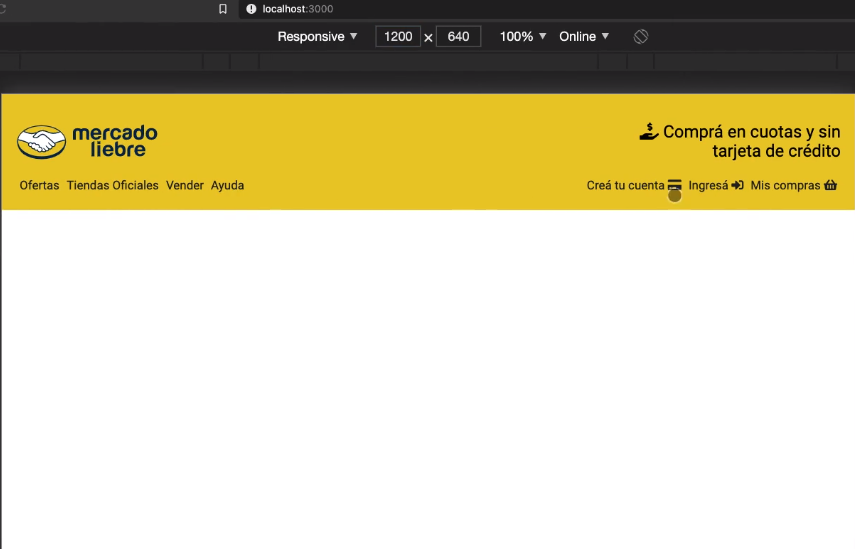 localhost:3000
Responsive 1200 × 640 100% Online
mercado
liebre
Comprá en cuotas y sin
tarjeta de crédito
Ofertas Tiendas Oficiales Vender Ayuda
Creá tu cuenta Ingresá Mis compras